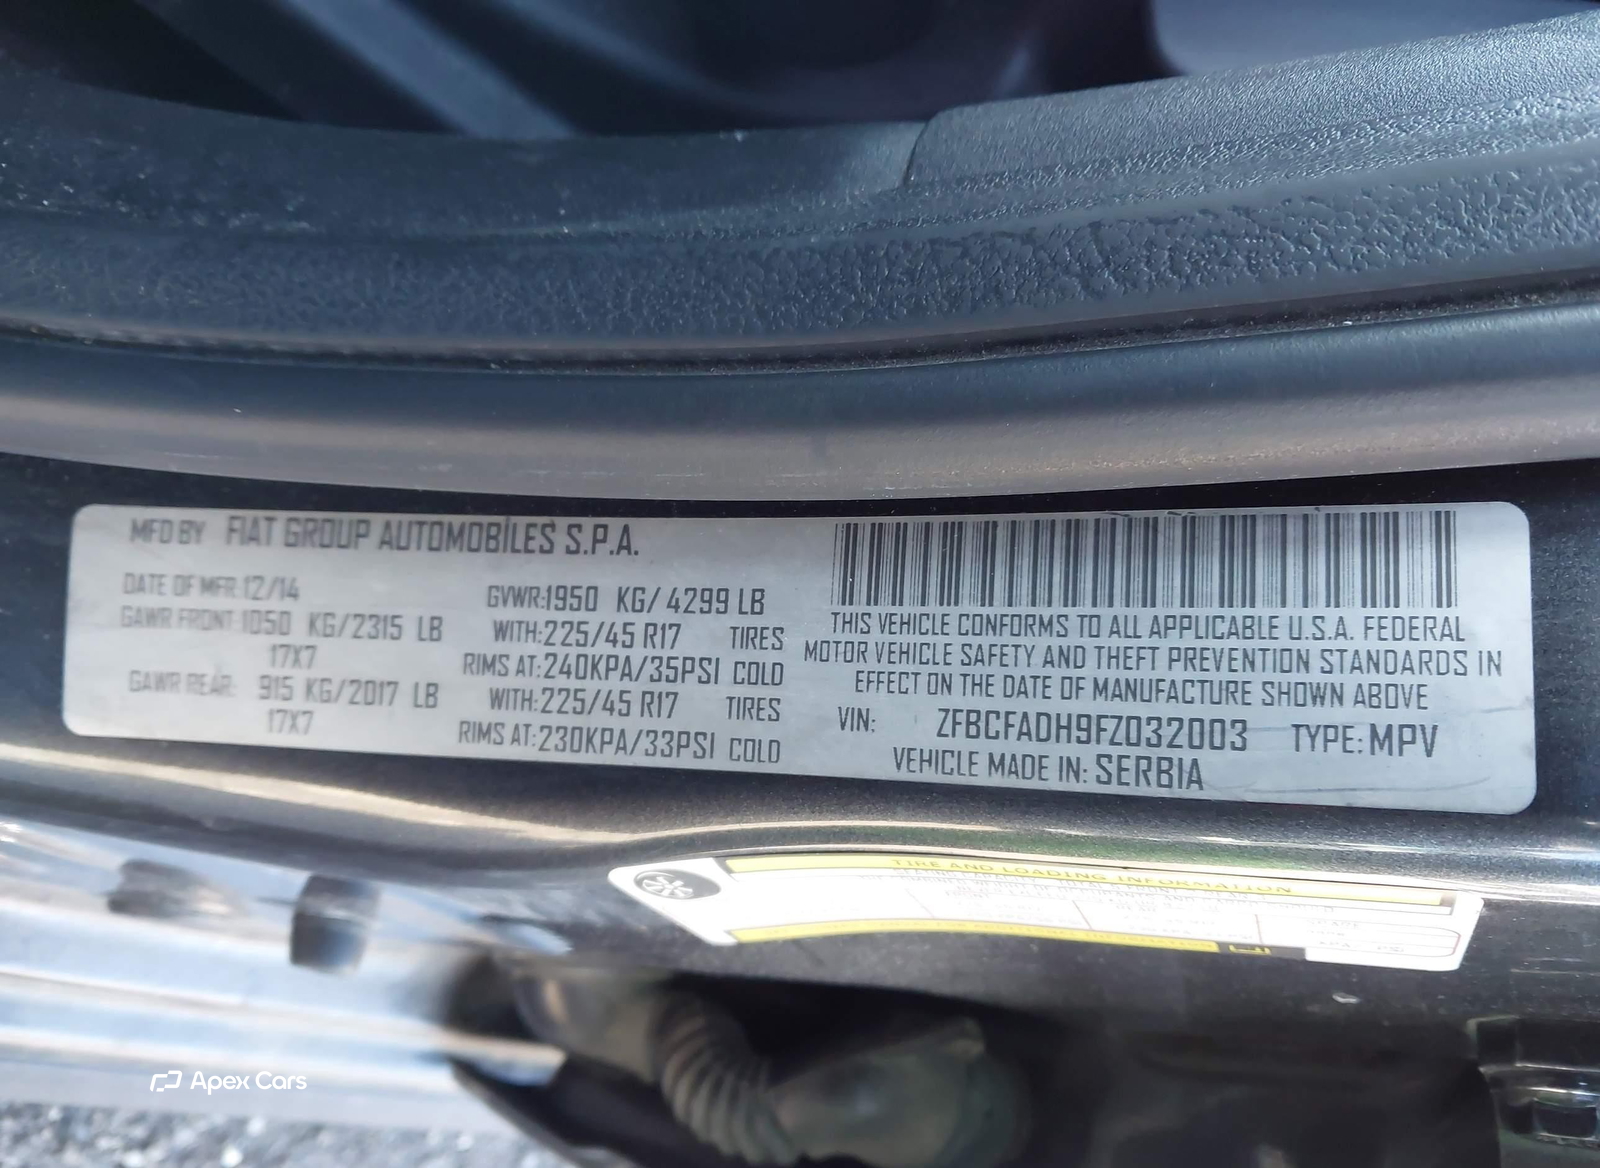 MFD BY FIAT GROUP AUTOMOBILES S.P.A.
DATE OF MFR:12/14 GVWR:1950 KG/4299 LB
GAWR FRONT:1050 KG/2315 LB WITH:225/45 R17 TIRES
17X7 RIMS AT:240KPA/35PSI COLD
GAWR REAR: 915 KG/2017 LB WITH:225/45 R17 TIRES
17X7 RIMS AT:230KPA/33PSI COLD
THIS VEHICLE CONFORMS TO ALL APPLICABLE U.S.A. FEDERAL
MOTOR VEHICLE SAFETY AND THEFT PREVENTION STANDARDS IN
EFFECT ON THE DATE OF MANUFACTURE SHOWN ABOVE
VIN: ZFBCFADH9FZ032003 TYPE: MPV
VEHICLE MADE IN: SERBIA
TIRE AND LOADING INFORMATION
Apex Cars